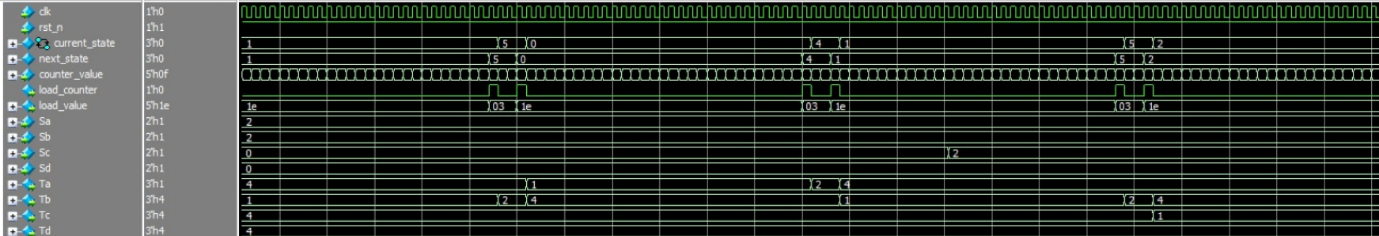 clk 1'h0
rst_n 1'h1
current_state 3'h0 1 5 0 4 1 5 2
next_state 3'h0 1 5 0 4 1 5 2
counter_value 5'h0f
load_counter 1'h0
load_value 5'h1e 1e 03 1e 03 1e 03 1e
Sa 2'h1 2
Sb 2'h1 2
Sc 2'h1 0 2
Sd 2'h1 0
Ta 3'h1 4 1 2 4
Tb 3'h4 1 2 4 1 2 4
Tc 3'h4 4 1
Td 3'h4 4